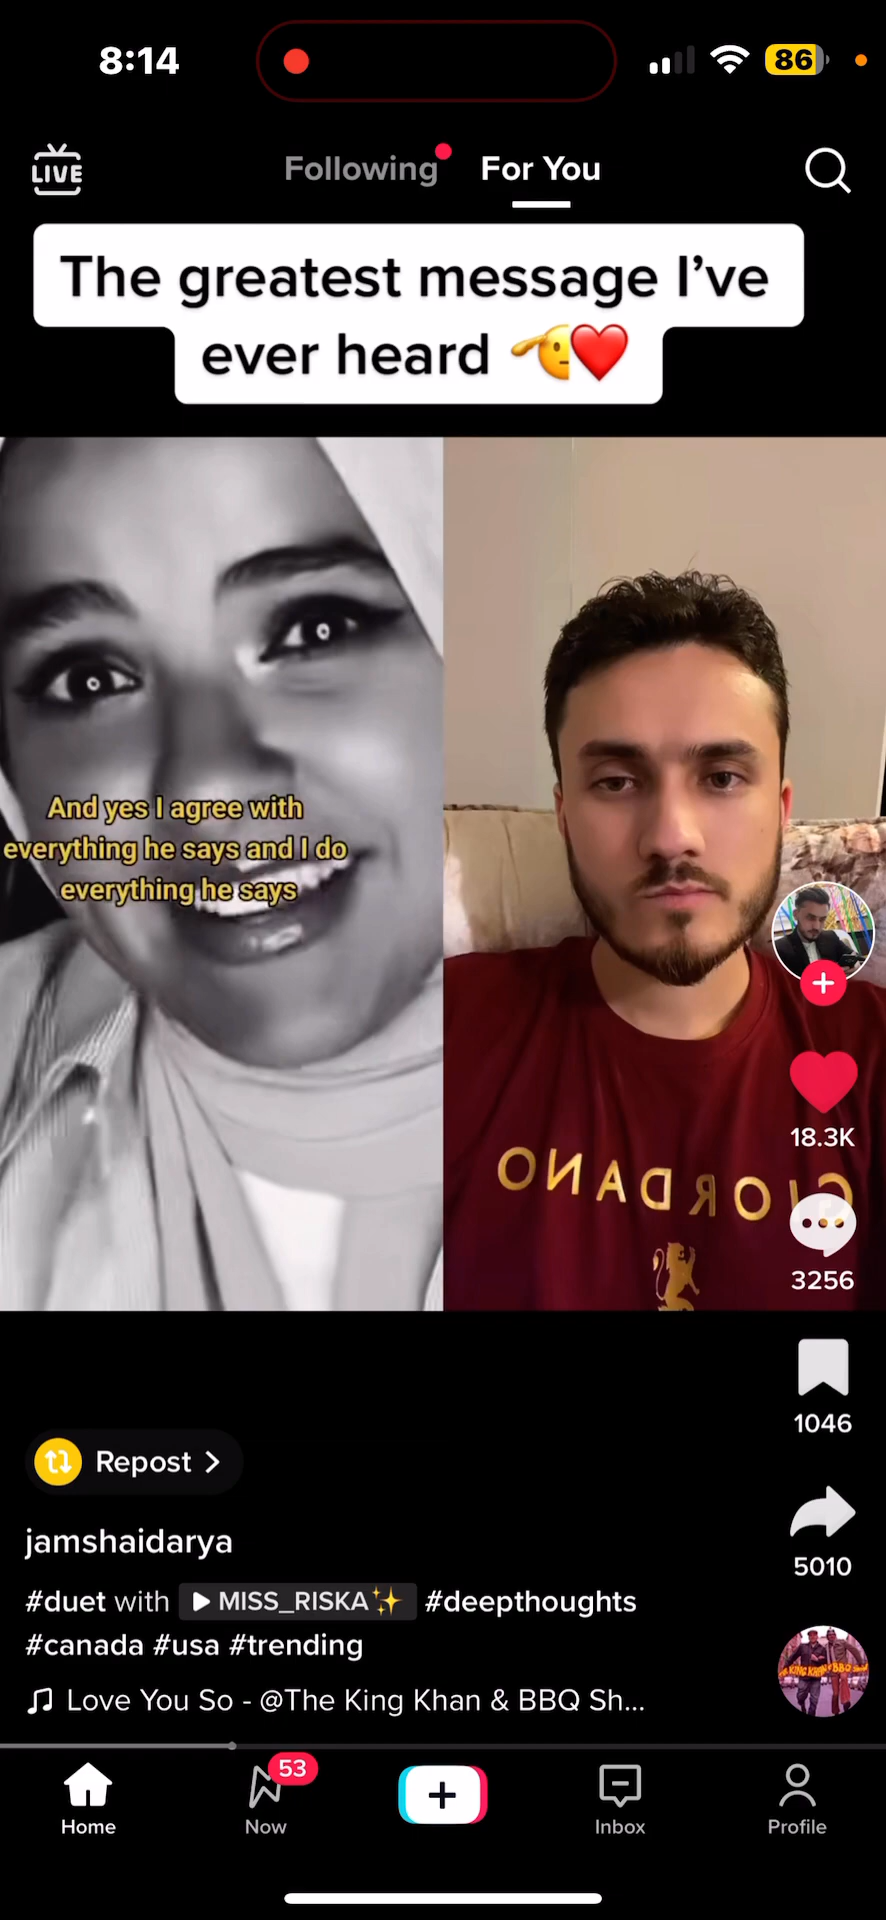 8:14
86
LIVE
Following
For You
The greatest message I’ve
ever heard 🫡❤️
And yes I agree with
everything he says and I do
everything he says
GIORDANO
18.3K
3256
1046
5010
Repost >
jamshaidarya
#duet with ▶ MISS_RISKA✨ #deepthoughts
#canada #usa #trending
♫ Love You So - @The King Khan & BBQ Sh...
53
Home
Now
Inbox
Profile